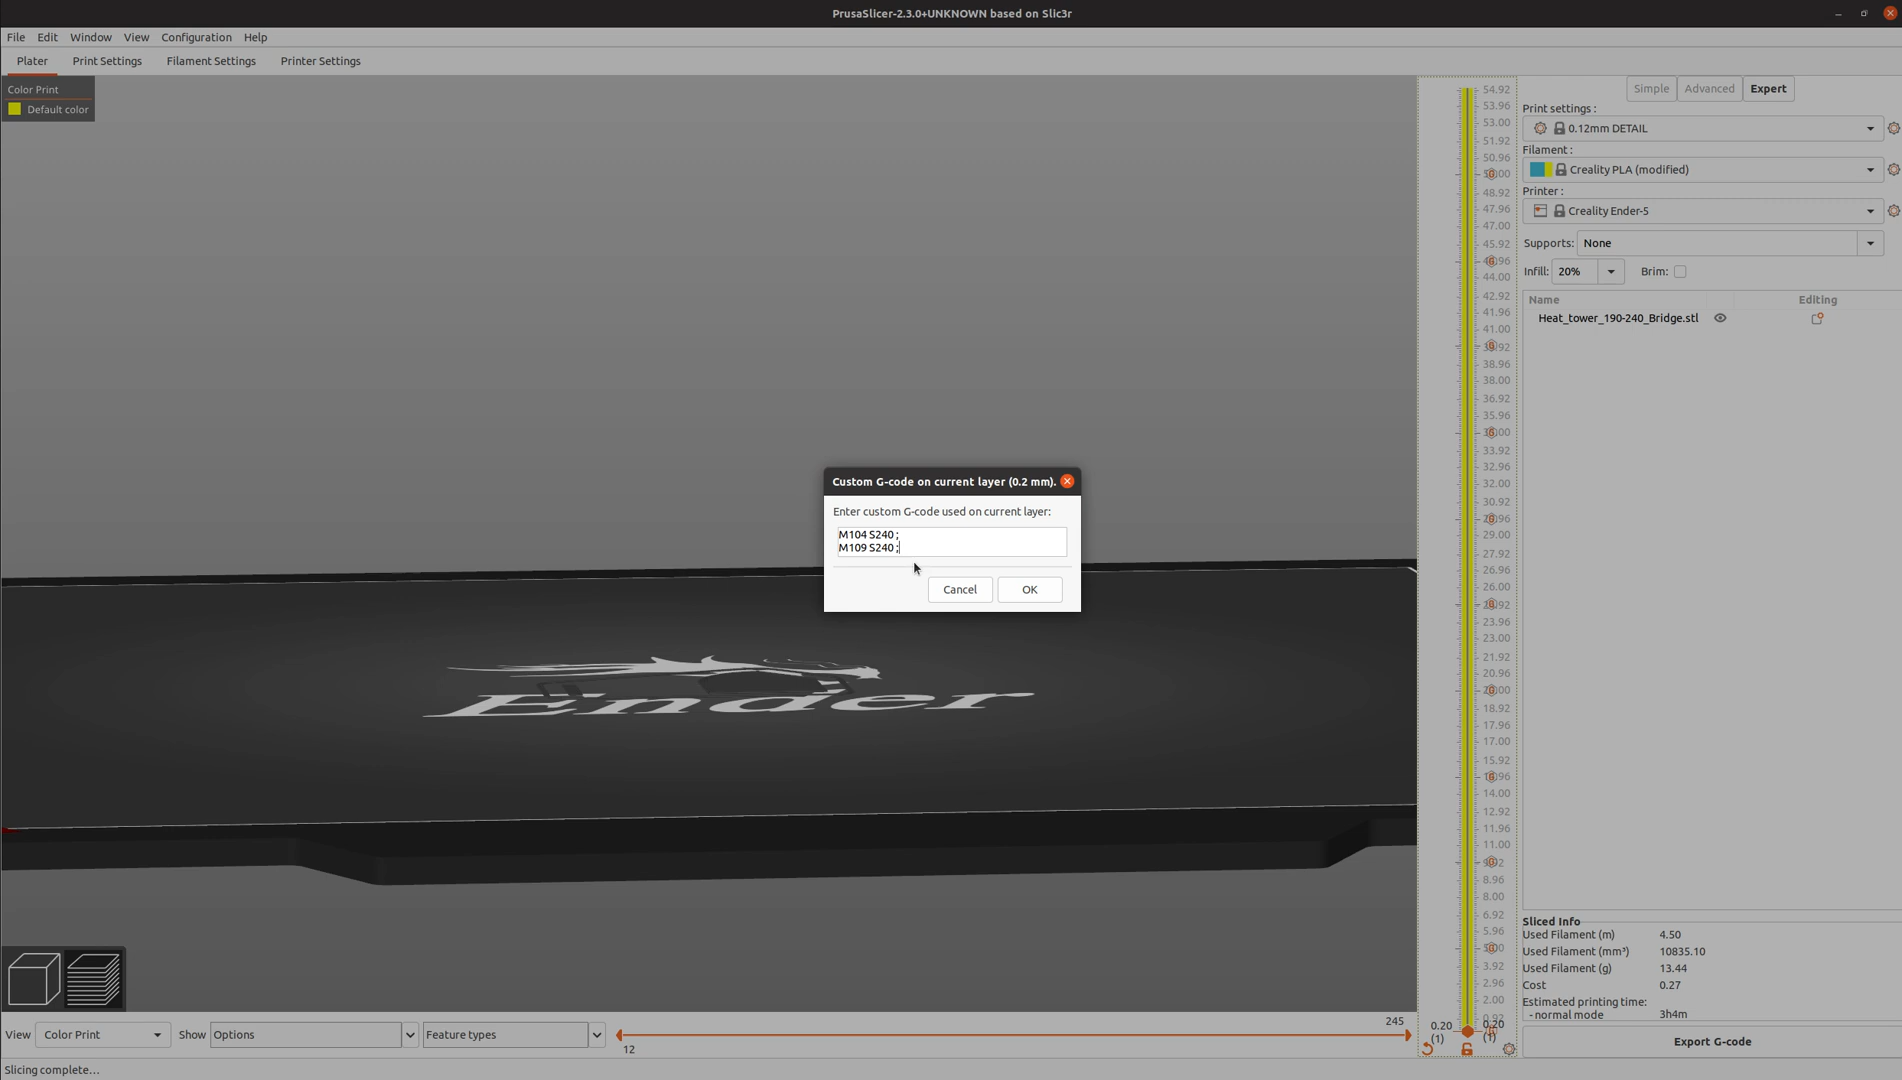 PrusaSlicer-2.3.0+UNKNOWN based on Slic3r
File Edit Window View Configuration Help
Plater Print Settings Filament Settings Printer Settings
Color Print
Default color
Simple Advanced Expert
Print settings :
0.12mm DETAIL
Filament :
Creality PLA (modified)
Printer :
Creality Ender-5
Supports: None
Infill: 20% Brim:
Name Editing
Heat_tower_190-240_Bridge.stl
54.92
53.96
53.00
51.92
50.96
48.92
47.96
47.00
45.92
44.00
42.92
41.96
41.00
38.96
38.00
36.92
35.96
33.92
32.96
32.00
30.92
29.00
27.92
26.96
26.00
23.96
23.00
21.92
20.96
18.92
17.96
17.00
15.92
14.00
12.92
11.96
11.00
8.96
8.00
6.92
5.96
3.92
2.96
2.00
0.20
(1)
0.20
(1)
Custom G-code on current layer (0.2 mm).
Enter custom G-code used on current layer:
M104 S240 ;
M109 S240 ;
Cancel OK
Ender
Sliced Info
Used Filament (m) 4.50
Used Filament (mm³) 10835.10
Used Filament (g) 13.44
Cost 0.27
Estimated printing time:
- normal mode 3h4m
Export G-code
View Color Print Show Options Feature types
245
12
Slicing complete...